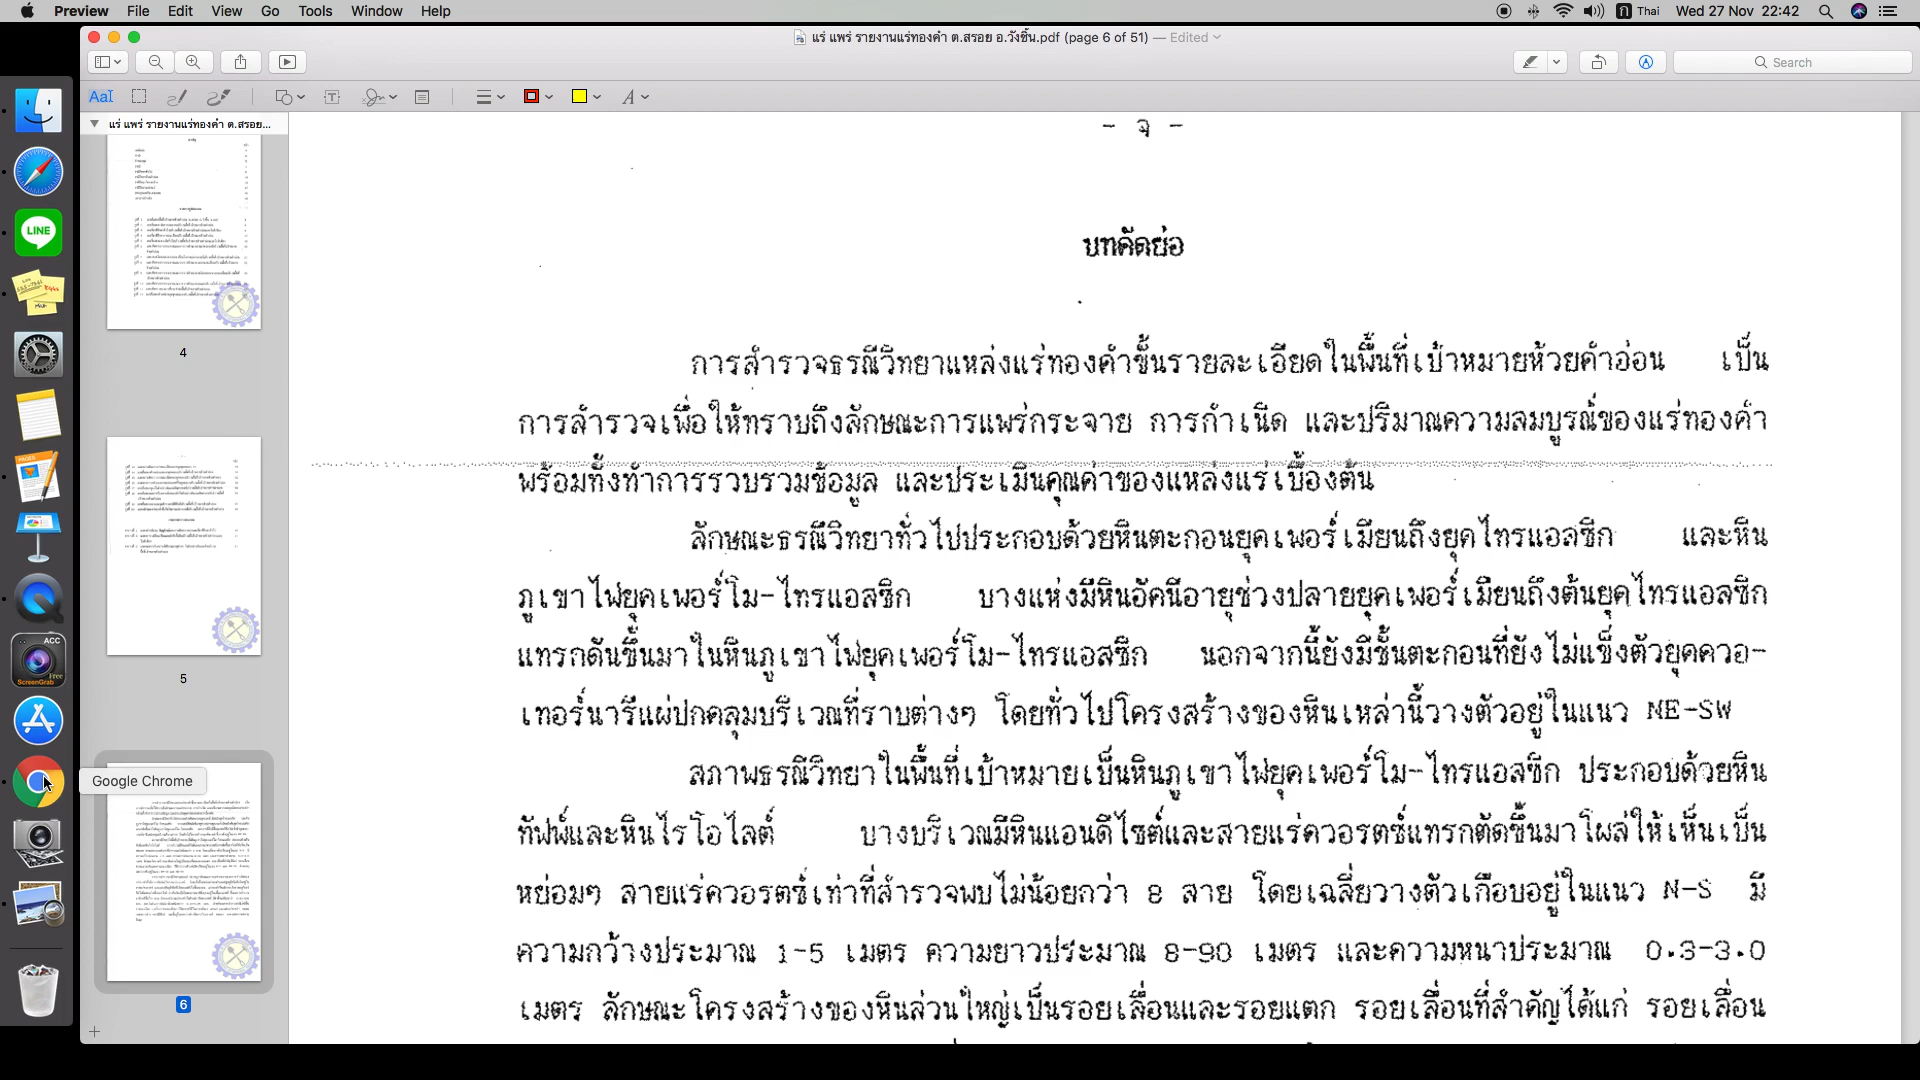 Preview File Edit View Go Tools Window Help
Thai Wed 27 Nov 22:42
แร่ แพร่ รายงานแร่ทองคำ ต.สรอย อ.วังชิ้น.pdf (page 6 of 51) — Edited
Search
แร่ แพร่ รายงานแร่ทองคำ ต.สรอย...
4
5
6
LINE
PAGES
ACC
ScreenGrab Free
Google Chrome
- จ -
บทคัดย่อ
การสำรวจธรณีวิทยาแหล่งแร่ทองคำขั้นรายละเอียดในพื้นที่เป้าหมายห้วยคำอ่อน เป็น
การสำรวจเพื่อให้ทราบถึงลักษณะการแพร่กระจาย การกำเนิด และปริมาณความสมบูรณ์ของแร่ทองคำ
พร้อมทั้งทำการรวบรวมข้อมูล และประเมินคุณค่าของแหล่งแร่เบื้องต้น
ลักษณะธรณีวิทยาทั่วไปประกอบด้วยหินตะกอนยุคเพอร์เมียนถึงยุคไทรแอสซิก และหิน
ภูเขาไฟยุคเพอร์โม-ไทรแอสซิก บางแห่งมีหินอัคนีอายุช่วงปลายยุคเพอร์เมียนถึงต้นยุคไทรแอสซิก
แทรกดันขึ้นมาในหินภูเขาไฟยุคเพอร์โม-ไทรแอสซิก นอกจากนี้ยังมีชั้นตะกอนที่ยังไม่แข็งตัวยุคควอ-
เทอร์นารีแผ่ปกคลุมบริเวณที่ราบต่างๆ โดยทั่วไปโครงสร้างของหินเหล่านี้วางตัวอยู่ในแนว NE-SW
สภาพธรณีวิทยาในพื้นที่เป้าหมายเป็นหินภูเขาไฟยุคเพอร์โม-ไทรแอสซิก ประกอบด้วยหิน
ทัฟฟ์และหินไรโอไลต์ บางบริเวณมีหินแอนดีไซต์และสายแร่ควอรตซ์แทรกตัดขึ้นมาโผล่ให้เห็นเป็น
หย่อมๆ สายแร่ควอรตซ์เท่าที่สำรวจพบไม่น้อยกว่า 8 สาย โดยเฉลี่ยวางตัวเกือบอยู่ในแนว N-S มี
ความกว้างประมาณ 1-5 เมตร ความยาวประมาณ 8-90 เมตร และความหนาประมาณ 0.3-3.0
เมตร ลักษณะโครงสร้างของหินส่วนใหญ่เป็นรอยเลื่อนและรอยแตก รอยเลื่อนที่สำคัญได้แก่ รอยเลื่อน